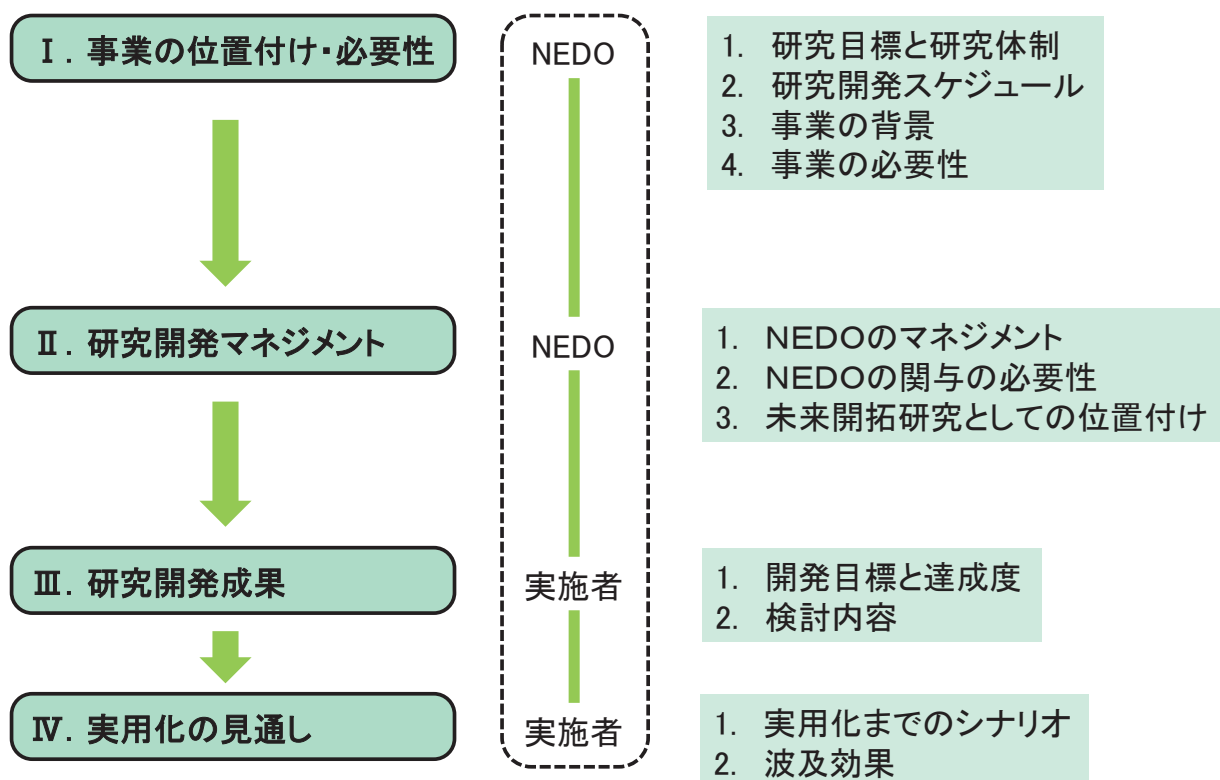 Ⅰ. 事業の位置付け・必要性
NEDO
1. 研究目標と研究体制
2. 研究開発スケジュール
3. 事業の背景
4. 事業の必要性
Ⅱ. 研究開発マネジメント
NEDO
1. NEDOのマネジメント
2. NEDOの関与の必要性
3. 未来開拓研究としての位置付け
Ⅲ. 研究開発成果
実施者
1. 開発目標と達成度
2. 検討内容
Ⅳ. 実用化の見通し
実施者
1. 実用化までのシナリオ
2. 波及効果